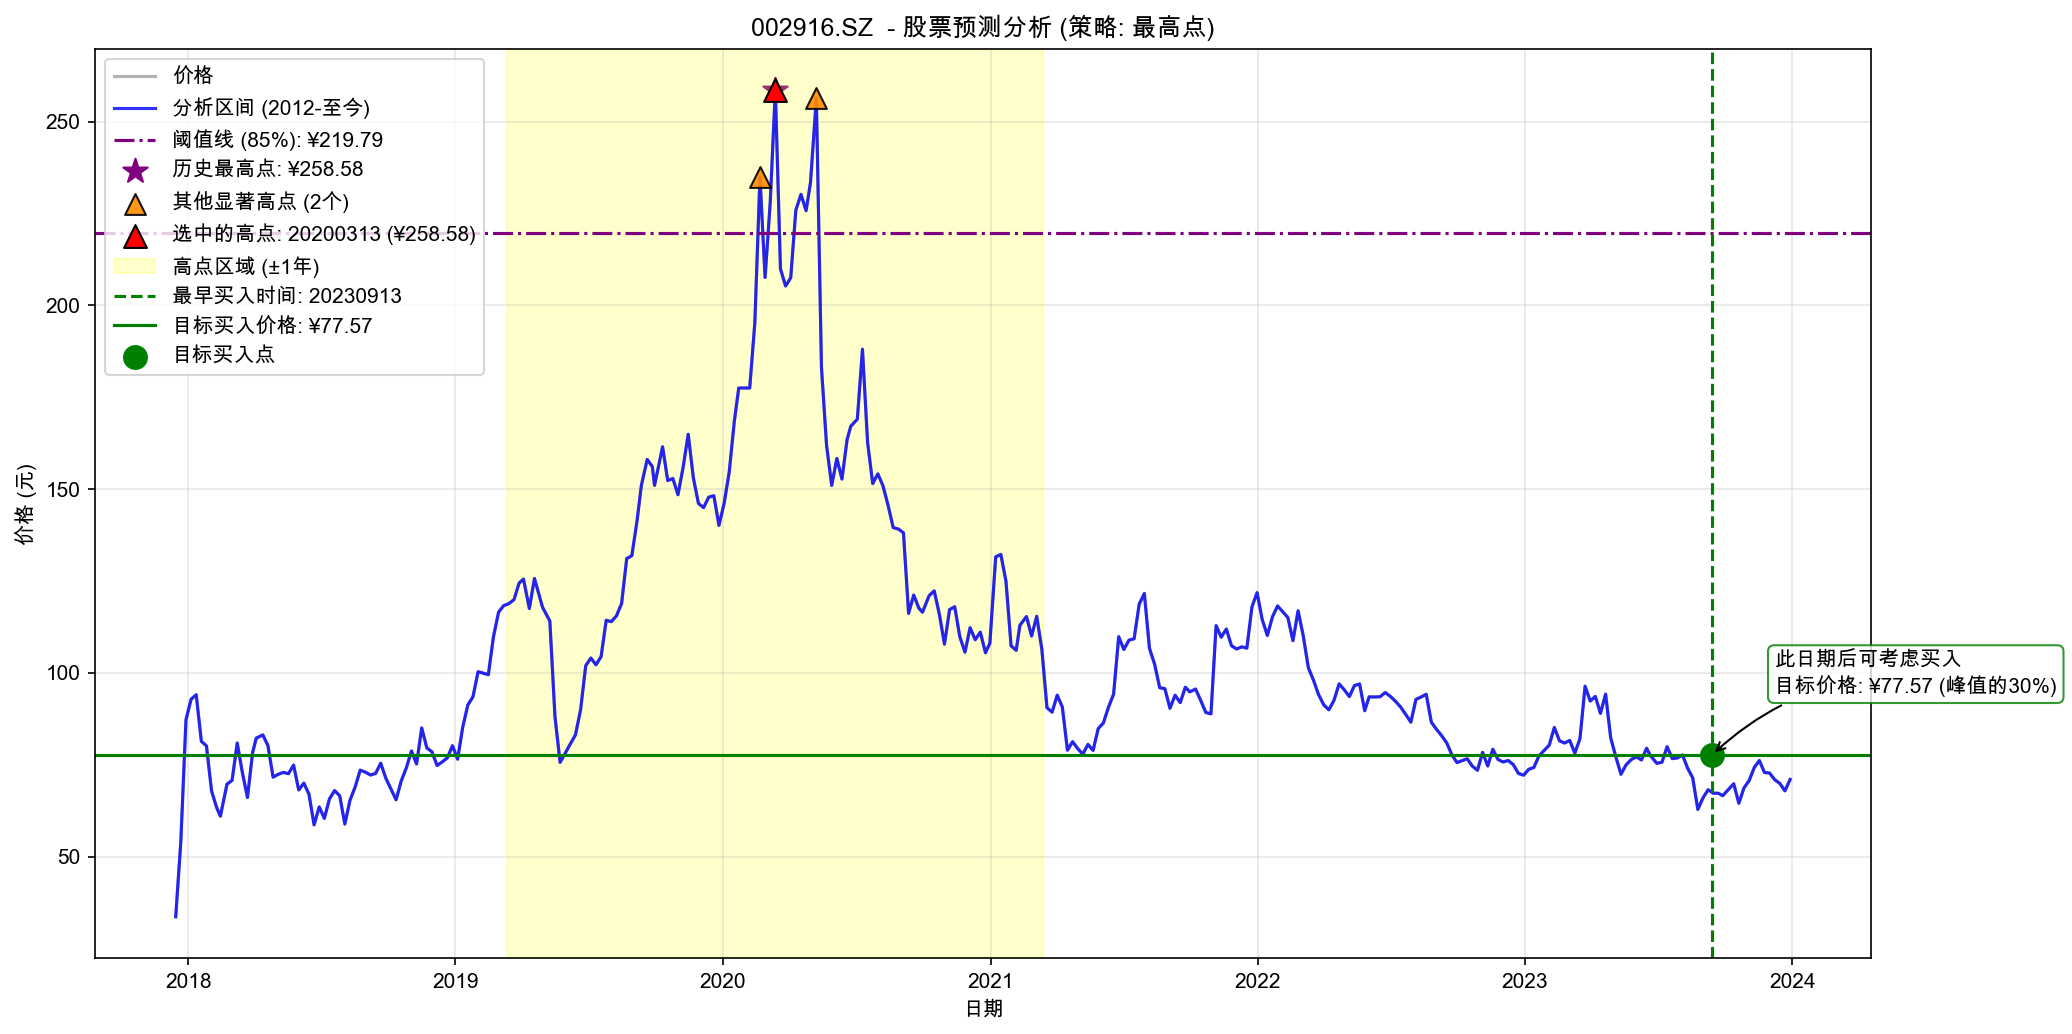 002916.SZ - 股票预测分析 (策略: 最高点)
价格
分析区间 (2012-至今)
阈值线 (85%): ¥219.79
历史最高点: ¥258.58
其他显著高点 (2个)
选中的高点: 20200313 (¥258.58)
高点区域 (±1年)
最早买入时间: 20230913
目标买入价格: ¥77.57
目标买入点
250
200
150
100
50
价格 (元)
此日期后可考虑买入
目标价格: ¥77.57 (峰值的30%)
2018
2019
2020
2021
2022
2023
2024
日期